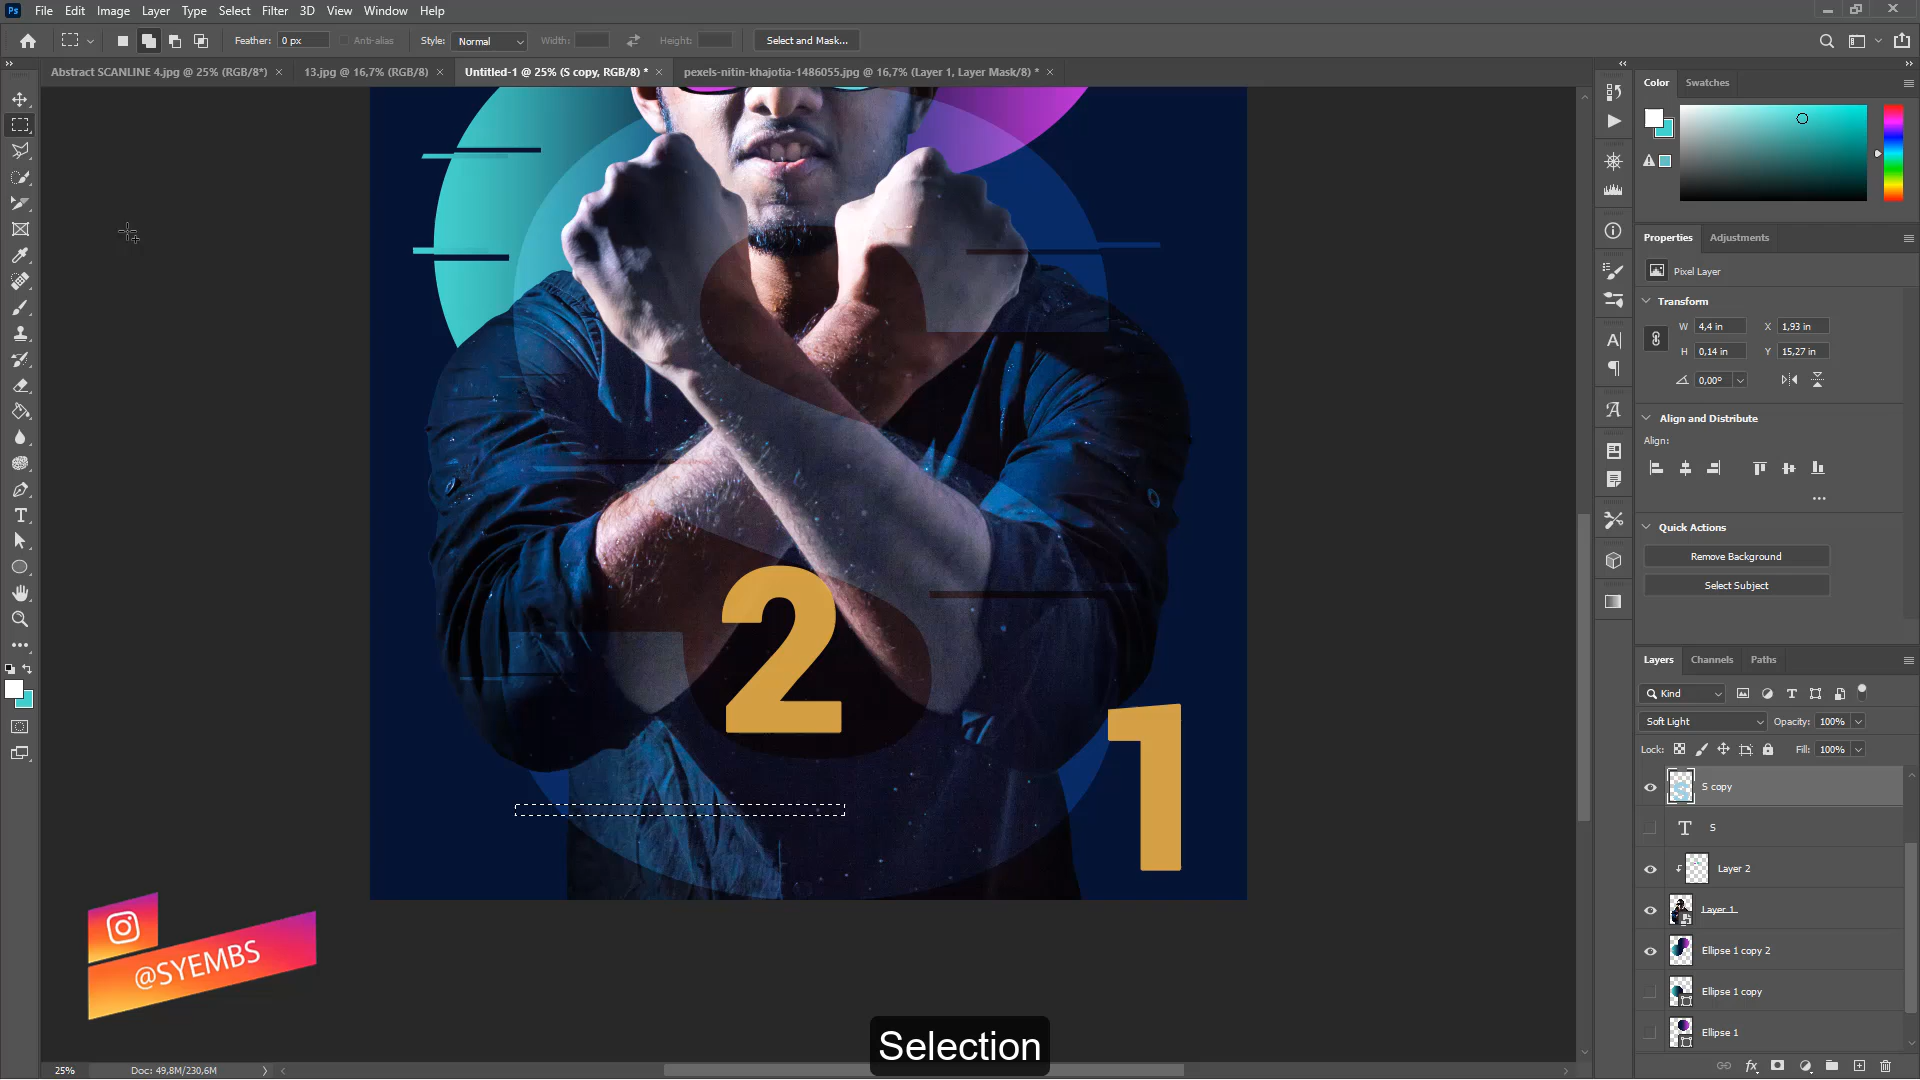 Ps File Edit Image Layer Type Select Filter 3D View Window Help
Feather: 0 px Anti-alias Style: Normal Width: Height: Select and Mask...
Abstract SCANLINE 4.jpg @ 25% (RGB/8*) × 13.jpg @ 16,7% (RGB/8) × Untitled-1 @ 25% (S copy, RGB/8) * × pexels-nitin-khajotia-1486055.jpg @ 16,7% (Layer 1, Layer Mask/8) * ×
Color Swatches
Properties Adjustments
Pixel Layer
Transform
W 4,4 in X 1,93 in
H 0,14 in Y 15,27 in
0,00°
Align and Distribute
Align:
Quick Actions
Remove Background
Select Subject
Layers Channels Paths
Kind
Soft Light Opacity: 100%
Lock: Fill: 100%
S copy
S
Layer 2
Layer 1
Ellipse 1 copy 2
Ellipse 1 copy
Ellipse 1
2
1
@SYEMBS
Selection
25% Doc: 49,8M/230,6M